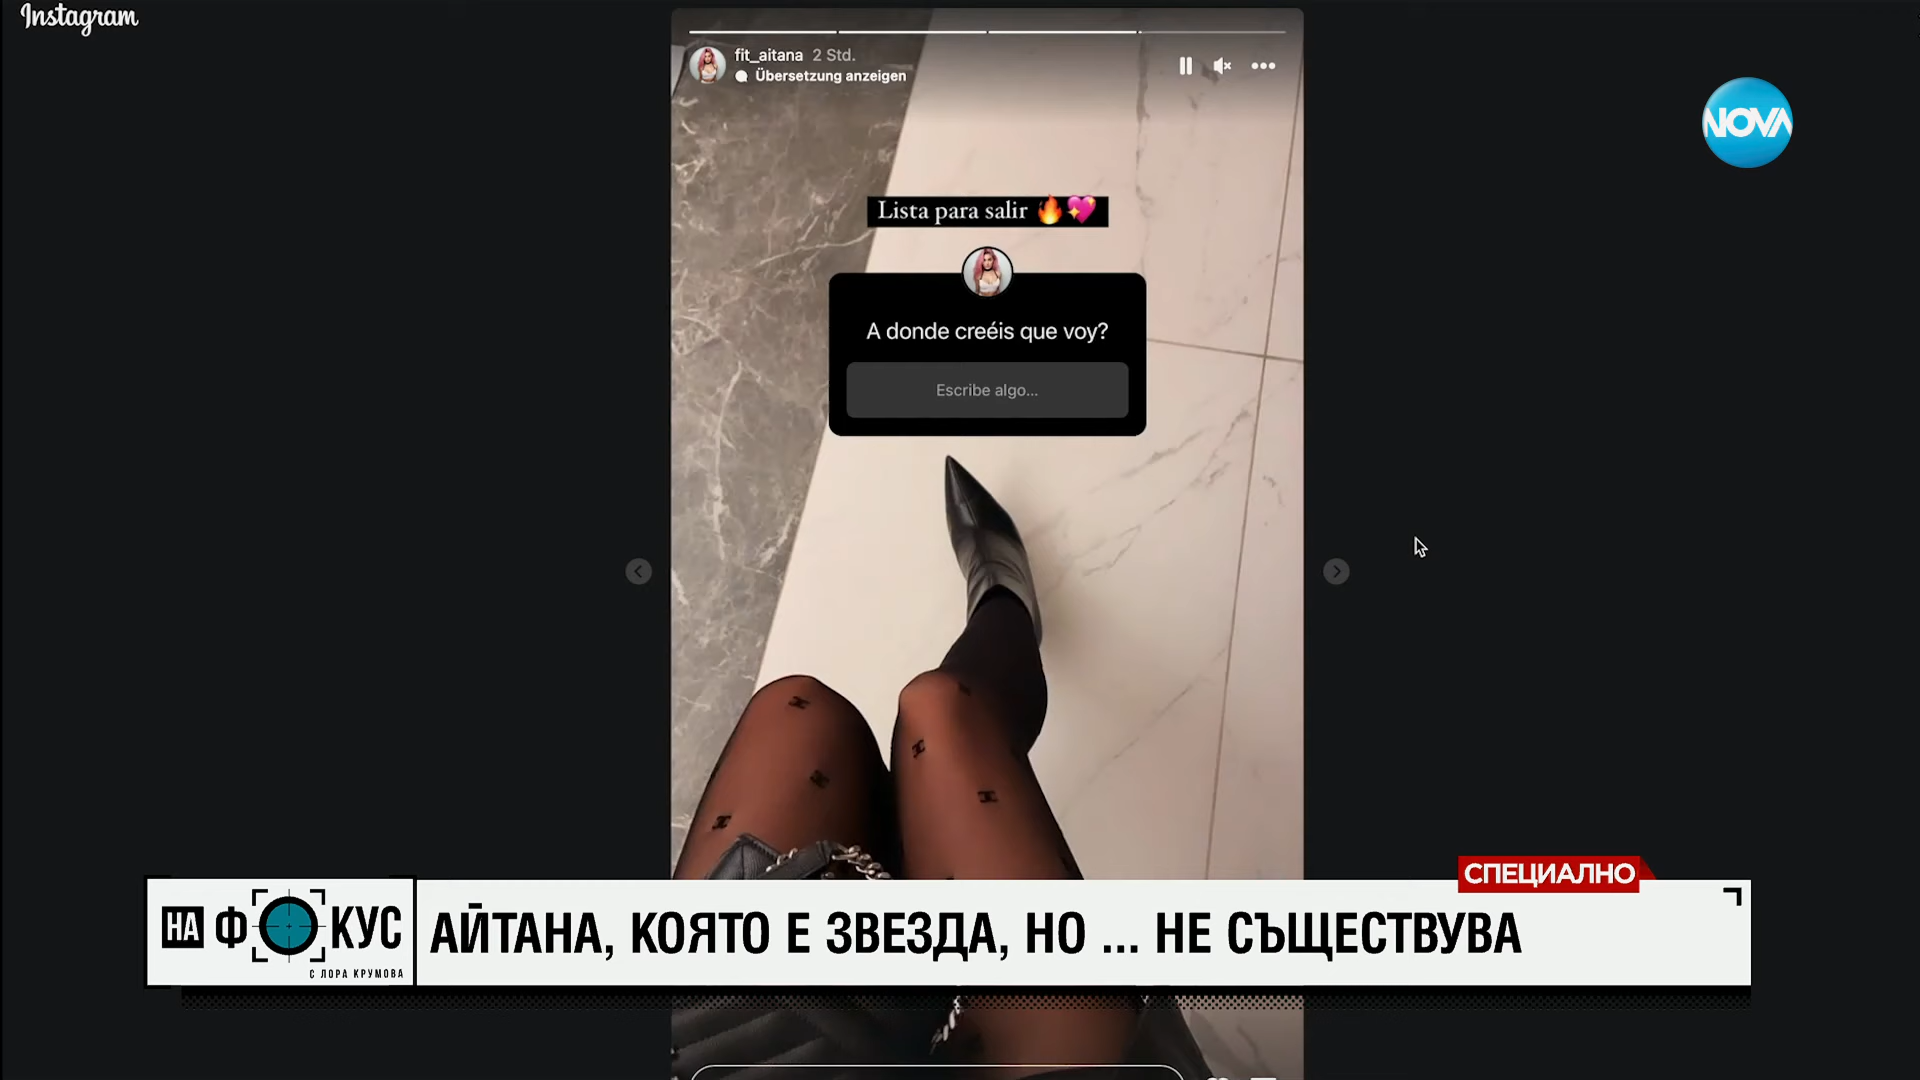 Instagram
fit_aitana 2 Std.
Übersetzung anzeigen
NOVA
Lista para salir 🔥💖
A donde creéis que voy?
Escribe algo...
СПЕЦИАЛНО
НА ФОКУС
С ЛОРА КРУМОВА
АЙТАНА, КОЯТО Е ЗВЕЗДА, НО ... НЕ СЪЩЕСТВУВА